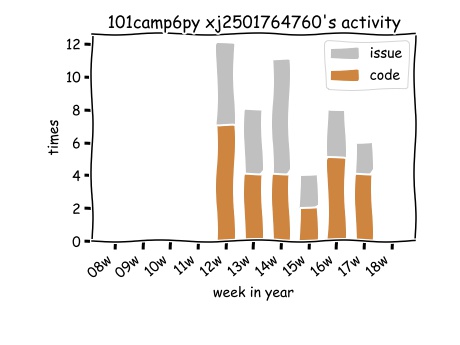 101camp6py xj2501764760's activity
issue
code
times
12
10
8
6
4
2
0
08w 09w 10w 11w 12w 13w 14w 15w 16w 17w 18w
week in year